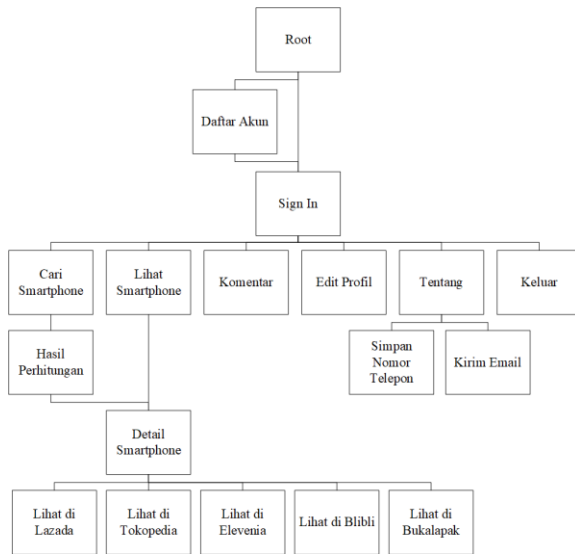 Root
Daftar Akun
Sign In
Cari
Smartphone
Lihat
Smartphone
Komentar
Edit Profil
Tentang
Keluar
Hasil
Perhitungan
Simpan
Nomor
Telepon
Kirim Email
Detail
Smartphone
Lihat di
Lazada
Lihat di
Tokopedia
Lihat di
Elevenia
Lihat di Blibli
Lihat di
Bukalapak